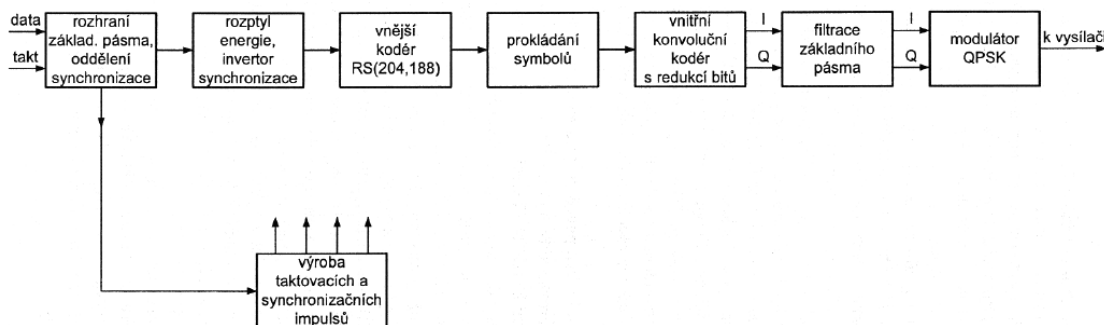 data
takt
rozhraní
základ. pásma,
oddělení
synchronizace
rozptyl
energie,
invertor
synchronizace
vnější
kodér
RS(204,188)
prokládání
symbolů
vnitřní
konvoluční
kodér
s redukcí bitů
I
Q
filtrace
základního
pásma
I
Q
modulátor
QPSK
k vysílači
výroba
taktovacích a
synchronizačních
impulsů